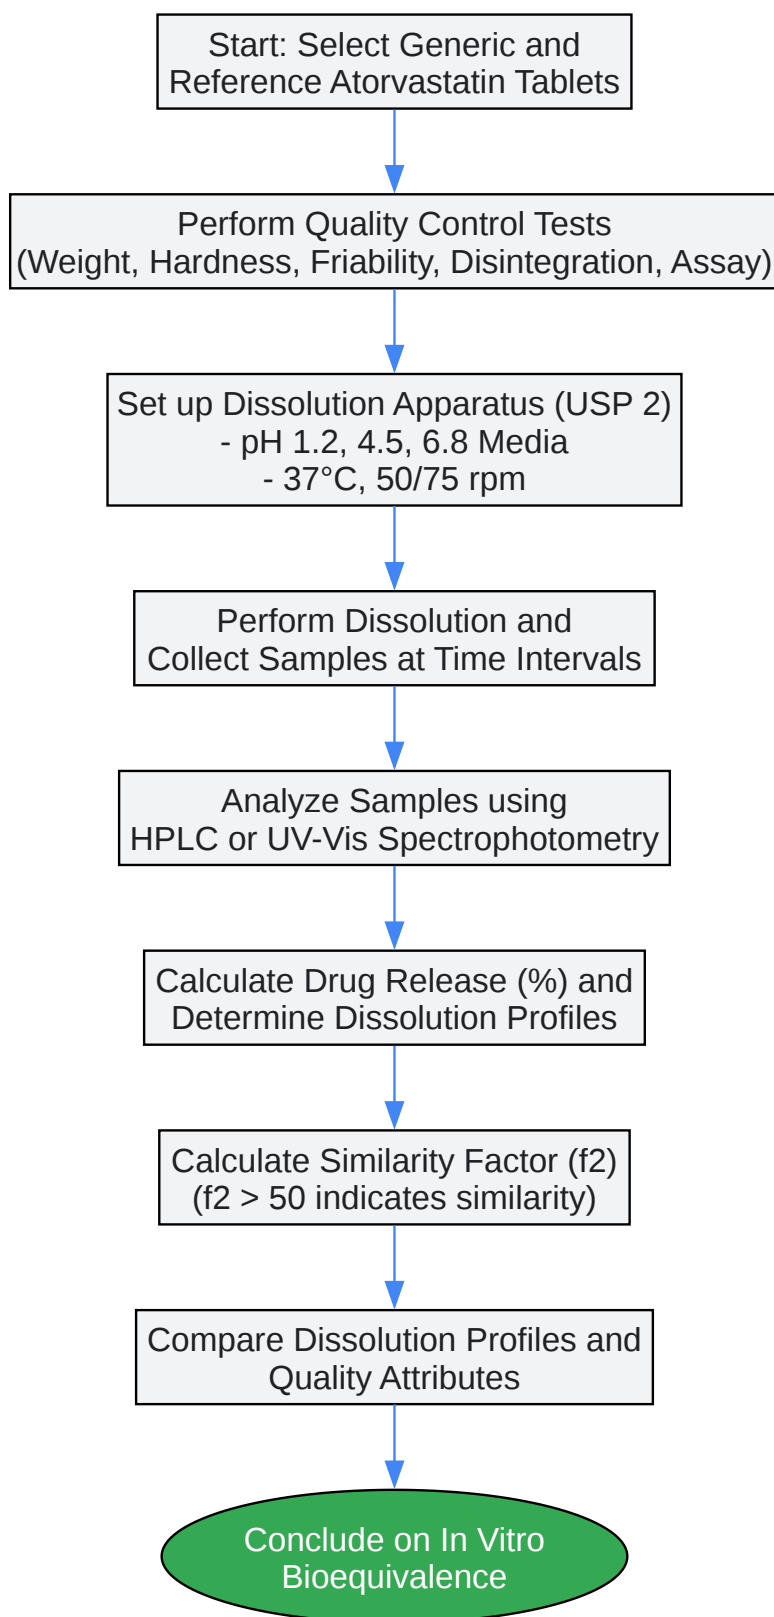 Start: Select Generic and
Reference Atorvastatin Tablets
Perform Quality Control Tests
(Weight, Hardness, Friability, Disintegration, Assay)
Set up Dissolution Apparatus (USP 2)
- pH 1.2, 4.5, 6.8 Media
- 37°C, 50/75 rpm
Perform Dissolution and
Collect Samples at Time Intervals
Analyze Samples using
HPLC or UV-Vis Spectrophotometry
Calculate Drug Release (%) and
Determine Dissolution Profiles
Calculate Similarity Factor (f2)
(f2 > 50 indicates similarity)
Compare Dissolution Profiles and
Quality Attributes
Conclude on In Vitro
Bioequivalence